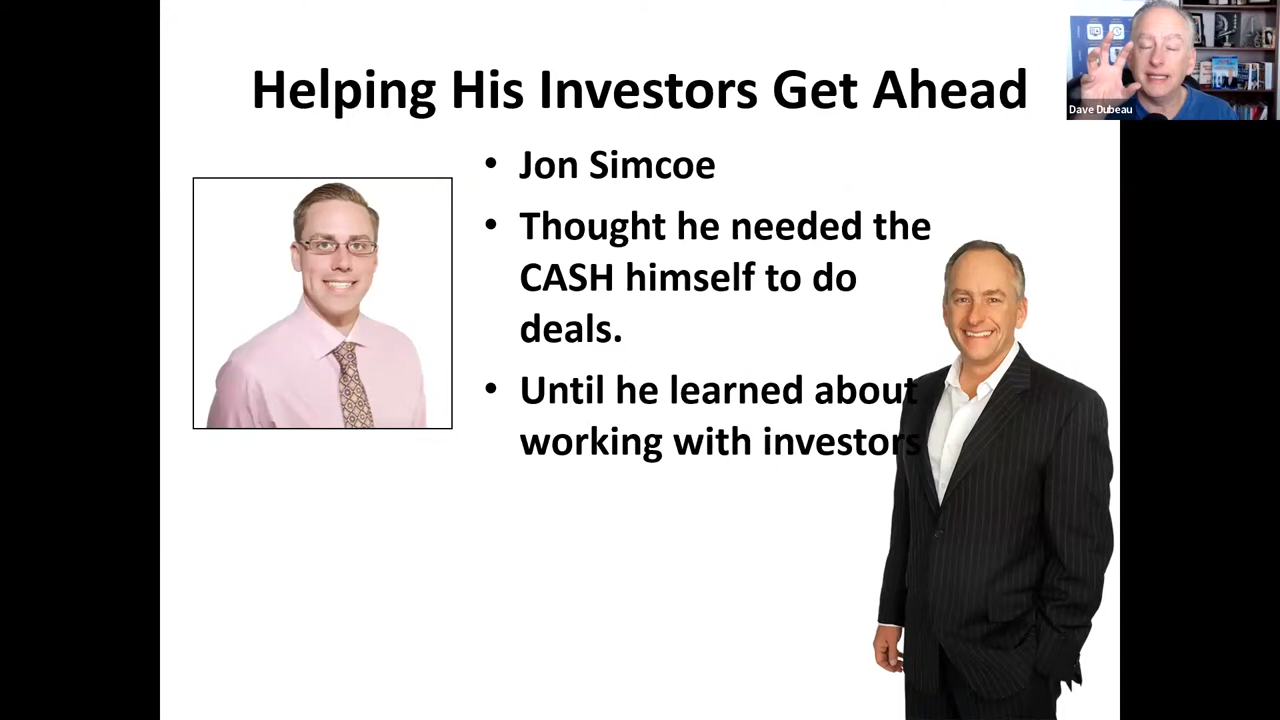 Helping His Investors Get Ahead
Dave Dubeau
• Jon Simcoe
• Thought he needed the
CASH himself to do
deals.
• Until he learned about
working with investors